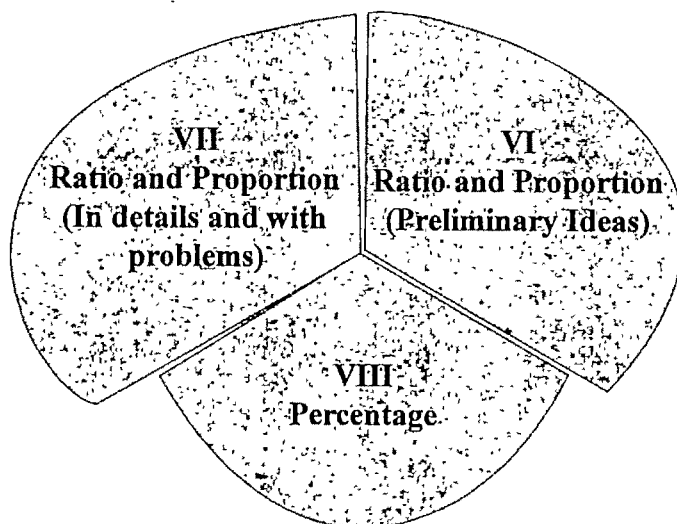 VII
Ratio and Proportion
(In details and with
problems)
VI
Ratio and Proportion
(Preliminary Ideas)
VIII
Percentage